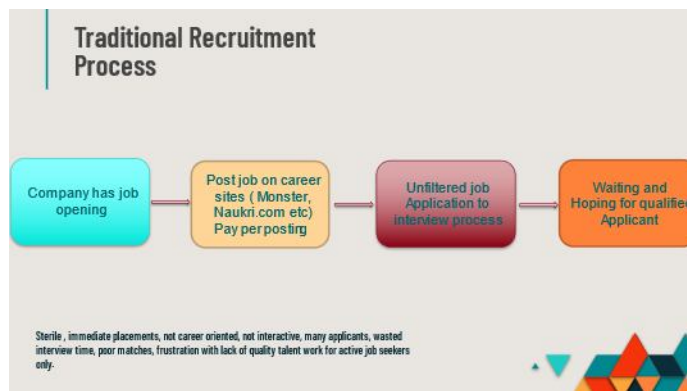 Traditional Recruitment
Process
Company has job
opening
Post job on career
sites ( Monster,
Naukri.com etc)
Pay per posting
Unfiltered job
Application to
interview process
Waiting and
Hoping for qualified
Applicant
Sterile , immediate placements, not career oriented, not interactive, many applicants, wasted
interview time, poor matches, frustration with lack of quality talent work for active job seekers
only.